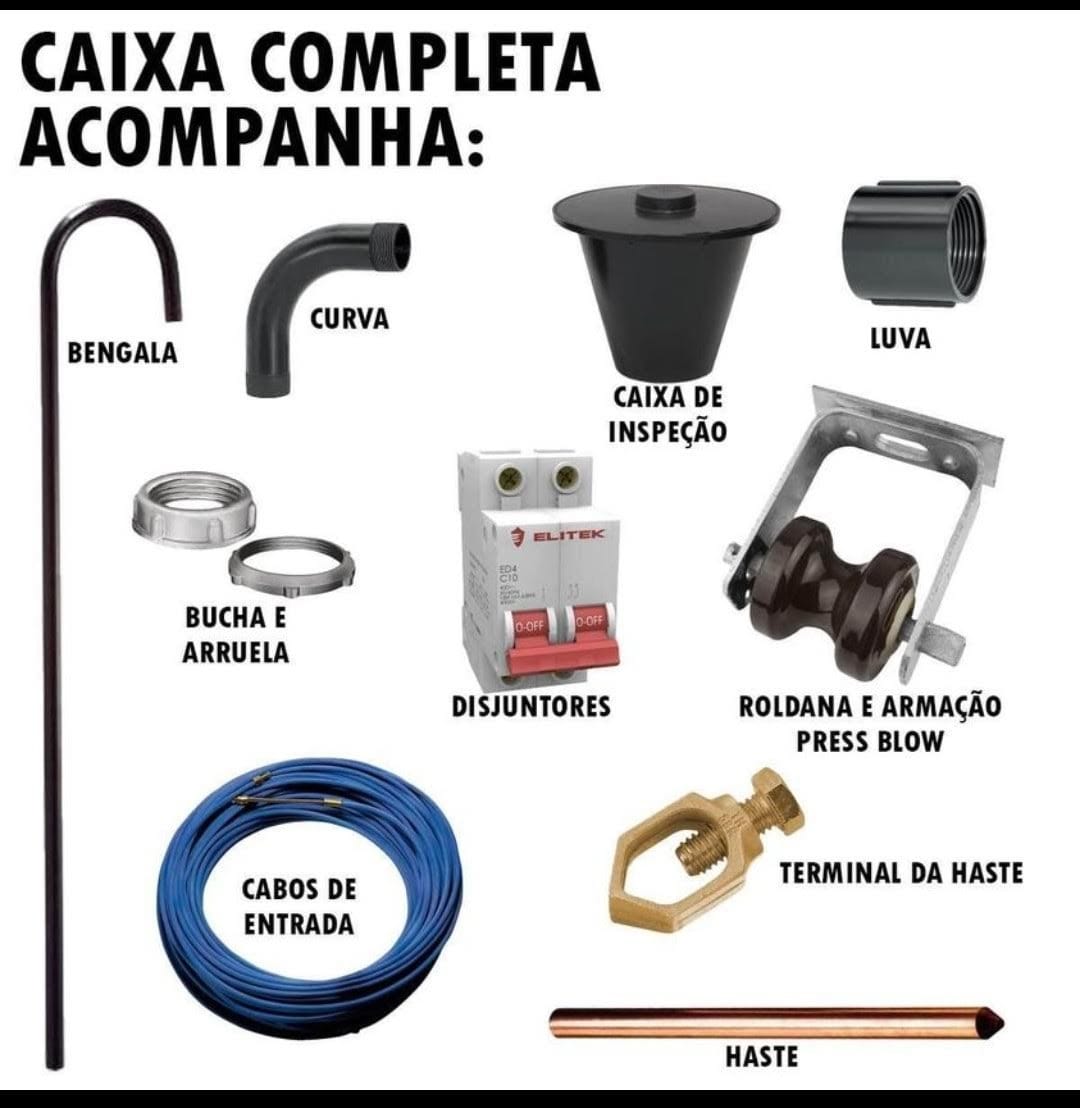 CAIXA COMPLETA
ACOMPANHA:
BENGALA
CURVA
CAIXA DE
INSPEÇÃO
LUVA
BUCHA E
ARRUELA
ELITEK
ED4
C10
O-OFF
O-OFF
DISJUNTORES
ROLDANA E ARMAÇÃO
PRESS BLOW
CABOS DE
ENTRADA
TERMINAL DA HASTE
HASTE